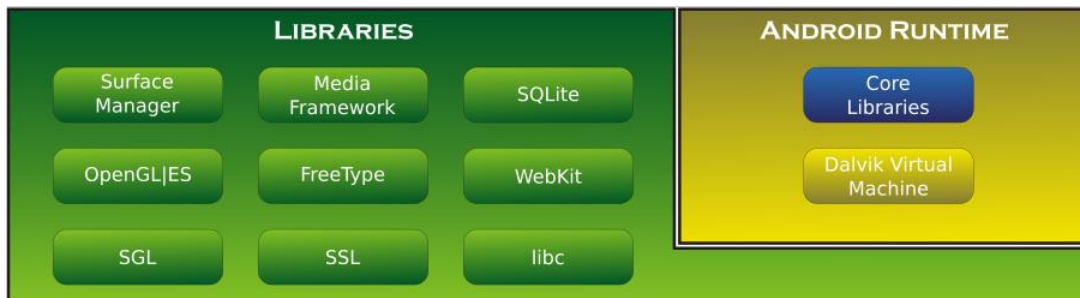 LIBRARIES
Surface
Manager
Media
Framework
SQLite
OpenGL|ES
FreeType
WebKit
SGL
SSL
libc
ANDROID RUNTIME
Core
Libraries
Dalvik Virtual
Machine